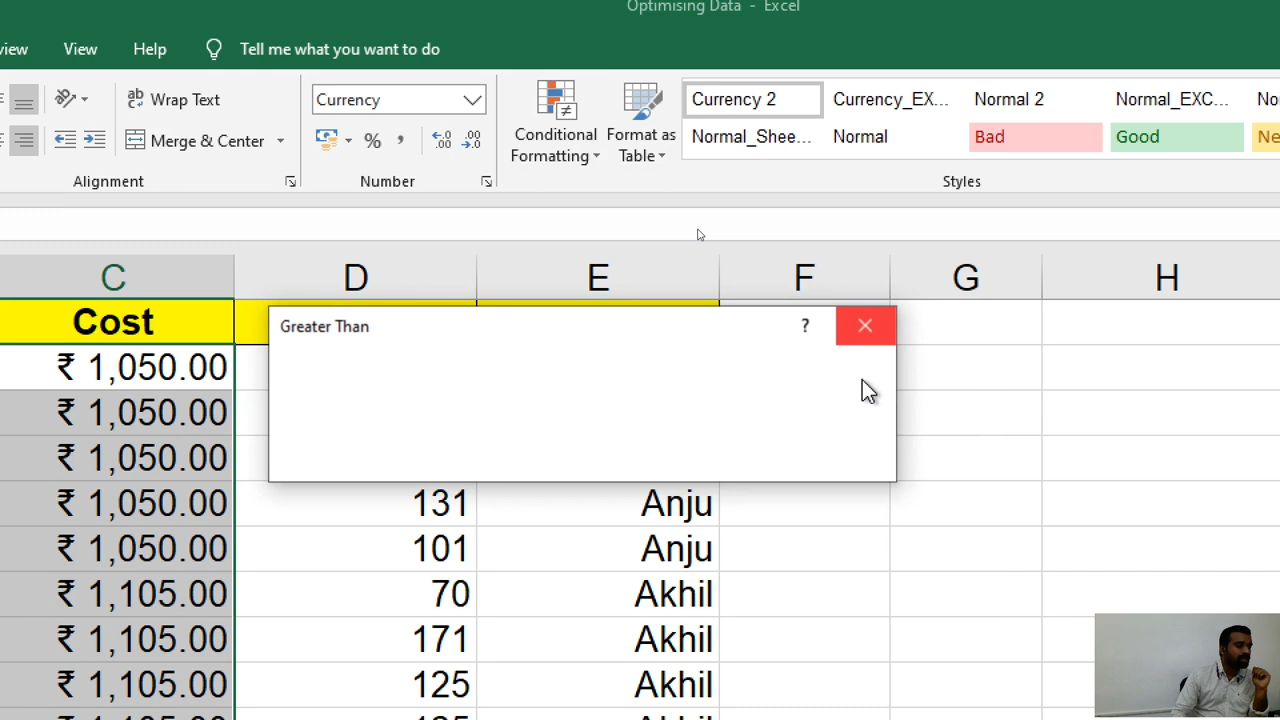 Optimising Data - Excel
view View Help Tell me what you want to do
Wrap Text
Merge & Center
Alignment
Currency
% ,
Number
Conditional
Formatting
Format as
Table
Currency 2 Currency_EX... Normal 2 Normal_EXC... No
Normal_Shee... Normal Bad Good Ne
Styles
C D E F G H
Cost
Greater Than ?
₹ 1,050.00
₹ 1,050.00
₹ 1,050.00
₹ 1,050.00 131 Anju
₹ 1,050.00 101 Anju
₹ 1,105.00 70 Akhil
₹ 1,105.00 171 Akhil
₹ 1,105.00 125 Akhil